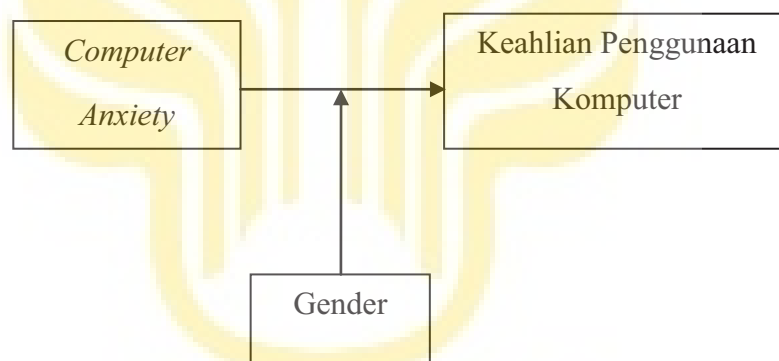 Computer
Anxiety
Keahlian Penggunaan
Komputer
Gender